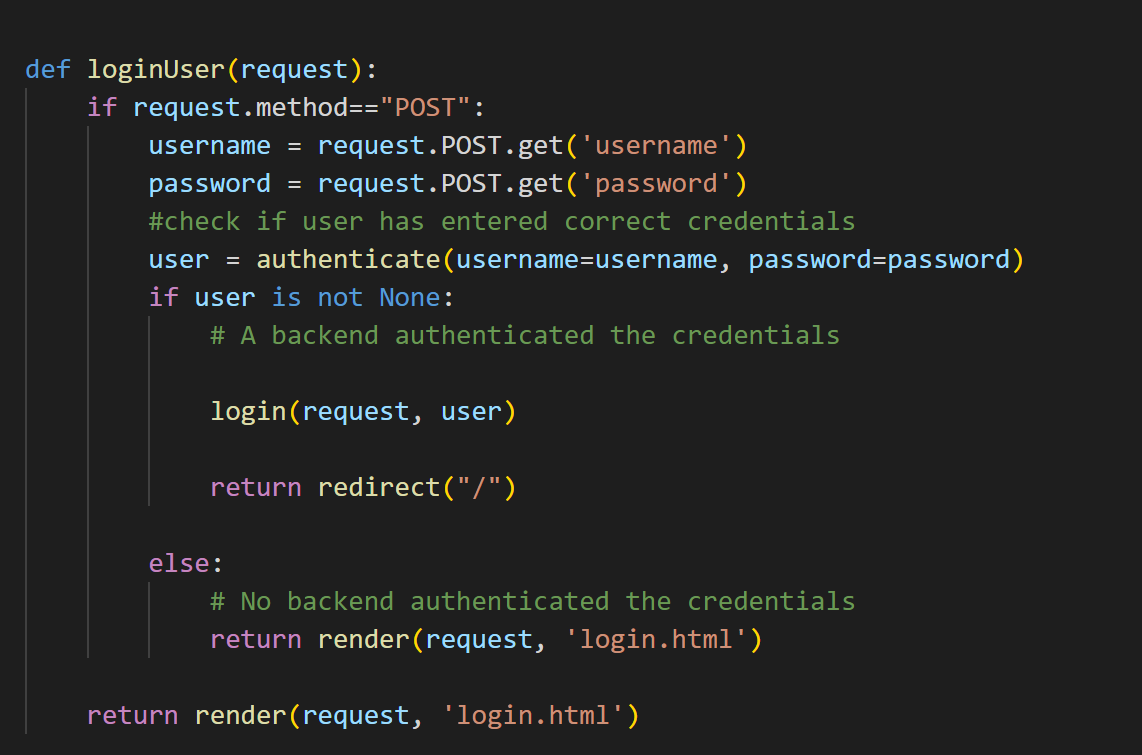 def loginUser(request):
    if request.method=="POST":
        username = request.POST.get('username')
        password = request.POST.get('password')
        #check if user has entered correct credentials
        user = authenticate(username=username, password=password)
        if user is not None:
            # A backend authenticated the credentials
            login(request, user)
            return redirect("/")
        else:
            # No backend authenticated the credentials
            return render(request, 'login.html')
    return render(request, 'login.html')